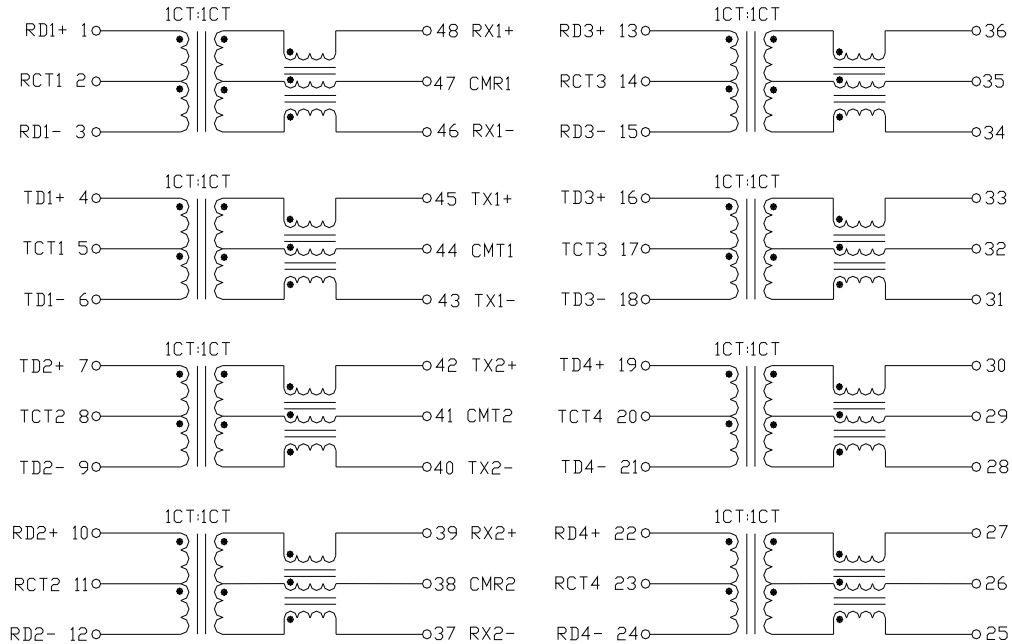 1CT:1CT 1CT:1CT
RD1+ 1 48 RX1+ RD3+ 13 36
RCT1 2 47 CMR1 RCT3 14 35
RD1- 3 46 RX1- RD3- 15 34
1CT:1CT 1CT:1CT
TD1+ 4 45 TX1+ TD3+ 16 33
TCT1 5 44 CMT1 TCT3 17 32
TD1- 6 43 TX1- TD3- 18 31
1CT:1CT 1CT:1CT
TD2+ 7 42 TX2+ TD4+ 19 30
TCT2 8 41 CMT2 TCT4 20 29
TD2- 9 40 TX2- TD4- 21 28
1CT:1CT 1CT:1CT
RD2+ 10 39 RX2+ RD4+ 22 27
RCT2 11 38 CMR2 RCT4 23 26
RD2- 12 37 RX2- RD4- 24 25